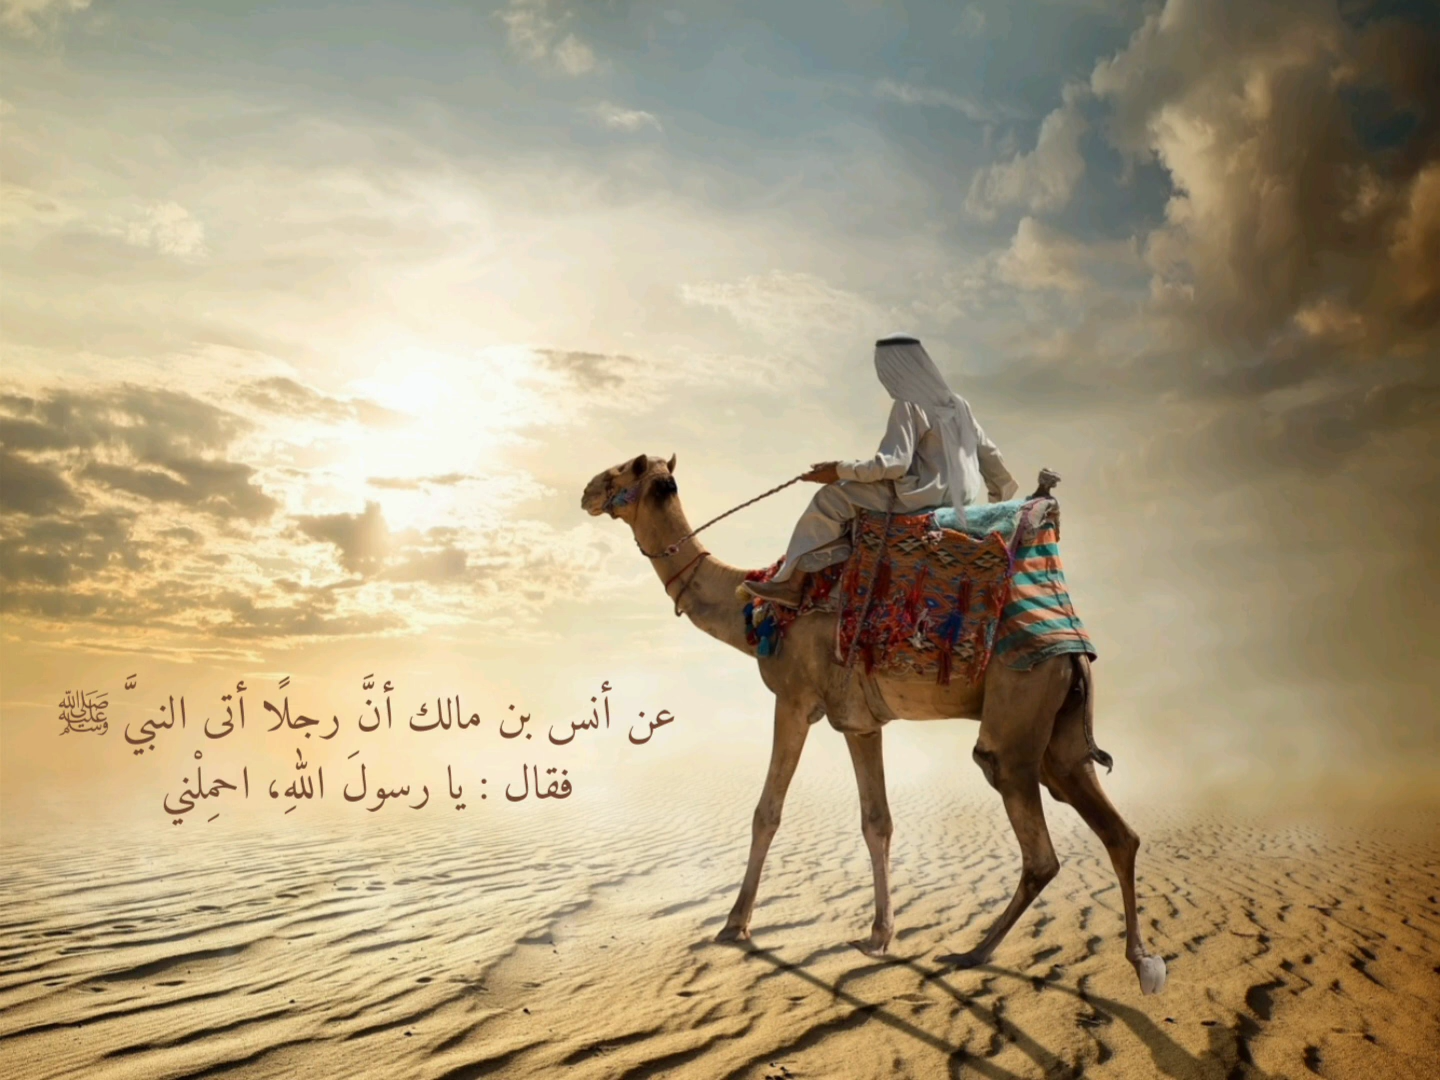 عن أنس بن مالك أنَّ رجلًا أتى النبيَّ ﷺ
فقال : يا رسولَ اللهِ، احمِلْني